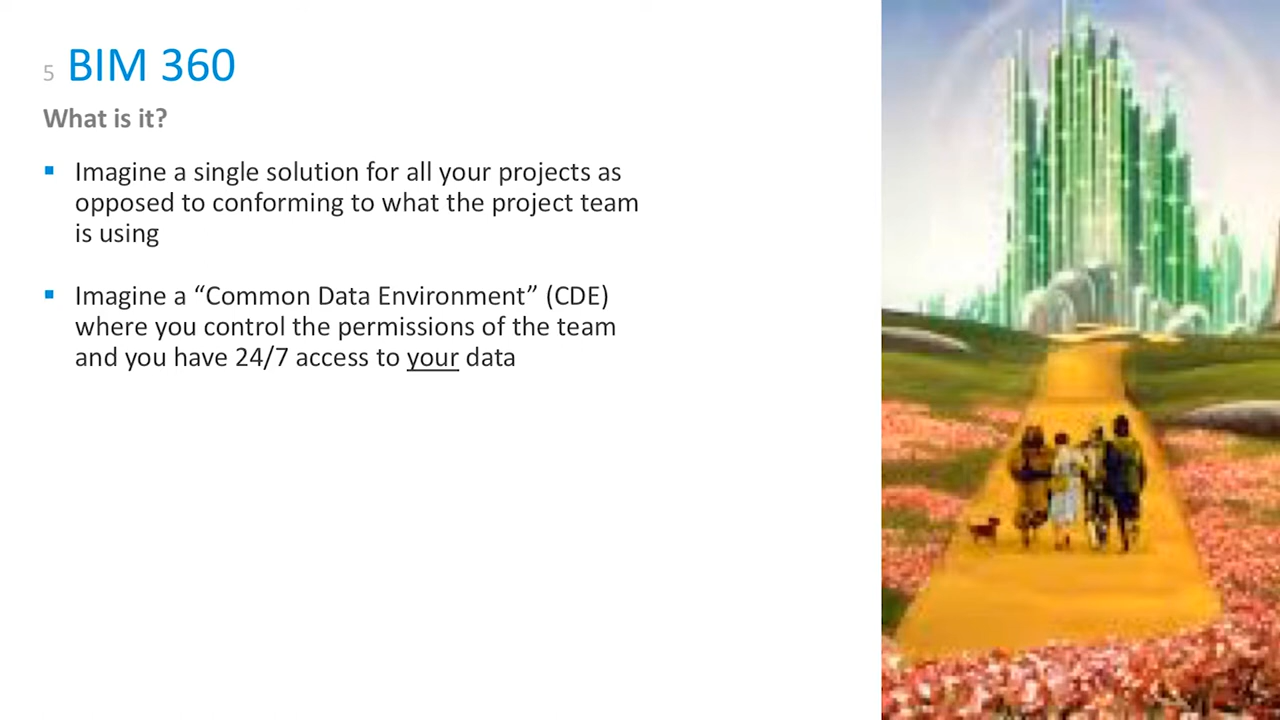 5 BIM 360
What is it?
▪ Imagine a single solution for all your projects as
opposed to conforming to what the project team
is using
▪ Imagine a “Common Data Environment” (CDE)
where you control the permissions of the team
and you have 24/7 access to your data